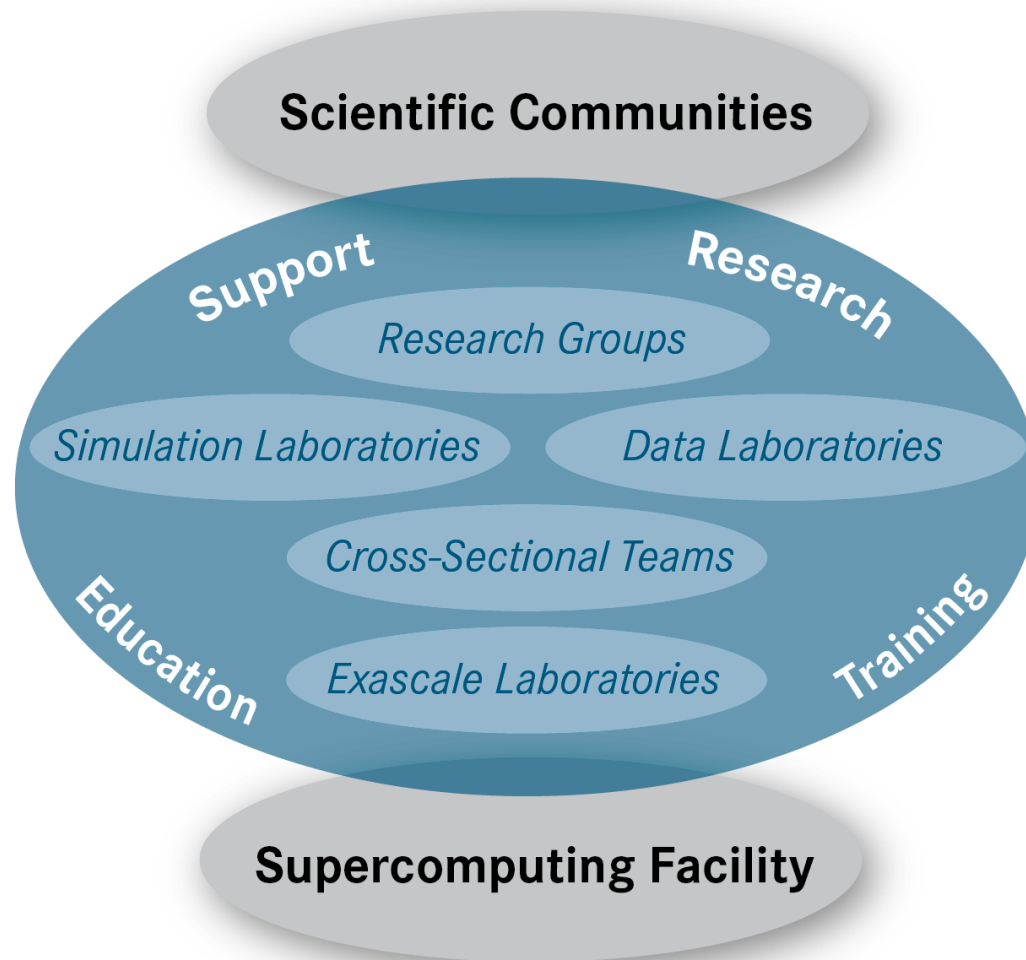 Scientific Communities
Support
Research
Research Groups
Simulation Laboratories
Data Laboratories
Cross-Sectional Teams
Education
Training
Exascale Laboratories
Supercomputing Facility